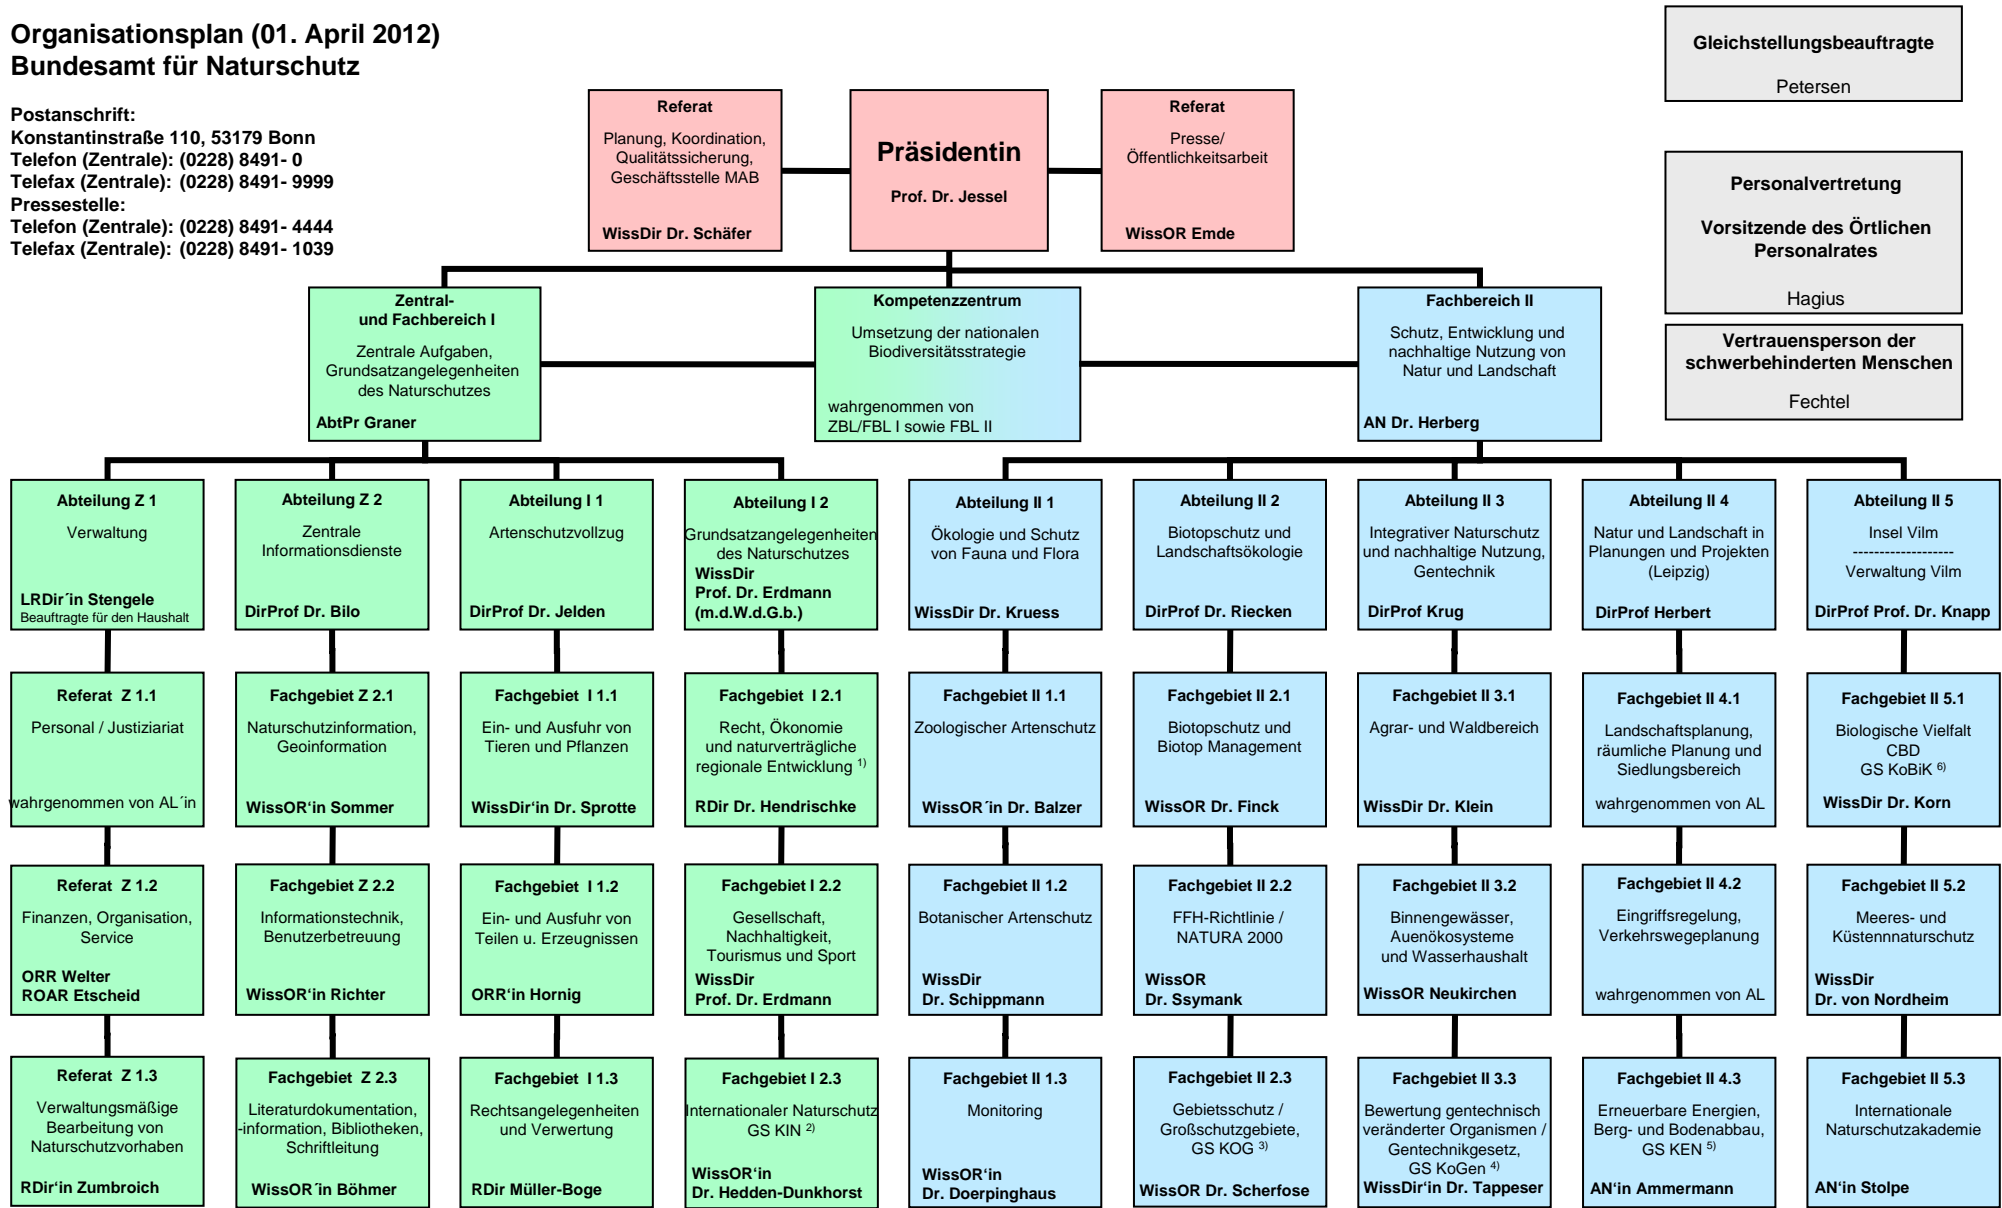 Organisationsplan (01. April 2012)
Bundesamt für Naturschutz
Postanschrift:
Konstantinstraße 110, 53179 Bonn
Telefon (Zentrale): (0228) 8491- 0
Telefax (Zentrale): (0228) 8491- 9999
Pressestelle:
Telefon (Zentrale): (0228) 8491- 4444
Telefax (Zentrale): (0228) 8491- 1039
Referat
Planung, Koordination,
Qualitätssicherung,
Geschäftsstelle MAB
WissDir Dr. Schäfer
Präsidentin
Prof. Dr. Jessel
Referat
Presse/
Öffentlichkeitsarbeit
WissOR Emde
Gleichstellungsbeauftragte
Petersen
Personalvertretung
Vorsitzende des Örtlichen
Personalrates
Hagius
Vertrauensperson der
schwerbehinderten Menschen
Fechtel
Zentral-
und Fachbereich I
Zentrale Aufgaben,
Grundsatzangelegenheiten
des Naturschutzes
AbtPr Graner
Kompetenzzentrum
Umsetzung der nationalen
Biodiversitätsstrategie
wahrgenommen von
ZBL/FBL I sowie FBL II
Fachbereich II
Schutz, Entwicklung und
nachhaltige Nutzung von
Natur und Landschaft
AN Dr. Herberg
Abteilung Z 1
Verwaltung
LRDir´in Stengele
Beauftragte für den Haushalt
Abteilung Z 2
Zentrale
Informationsdienste
DirProf Dr. Bilo
Abteilung I 1
Artenschutzvollzug
DirProf Dr. Jelden
Abteilung I 2
Grundsatzangelegenheiten
des Naturschutzes
WissDir
Prof. Dr. Erdmann
(m.d.W.d.G.b.)
Abteilung II 1
Ökologie und Schutz
von Fauna und Flora
WissDir Dr. Kruess
Abteilung II 2
Biotopschutz und
Landschaftsökologie
DirProf Dr. Riecken
Abteilung II 3
Integrativer Naturschutz
und nachhaltige Nutzung,
Gentechnik
DirProf Krug
Abteilung II 4
Natur und Landschaft in
Planungen und Projekten
(Leipzig)
DirProf Herbert
Abteilung II 5
Insel Vilm
-------------------
Verwaltung Vilm
DirProf Prof. Dr. Knapp
Referat Z 1.1
Personal / Justiziariat
wahrgenommen von AL´in
Fachgebiet Z 2.1
Naturschutzinformation,
Geoinformation
WissOR'in Sommer
Fachgebiet I 1.1
Ein- und Ausfuhr von
Tieren und Pflanzen
WissDir'in Dr. Sprotte
Fachgebiet I 2.1
Recht, Ökonomie
und naturverträgliche
regionale Entwicklung 1)
RDir Dr. Hendrischke
Fachgebiet II 1.1
Zoologischer Artenschutz
WissOR´in Dr. Balzer
Fachgebiet II 2.1
Biotopschutz und
Biotop Management
WissOR Dr. Finck
Fachgebiet II 3.1
Agrar- und Waldbereich
WissDir Dr. Klein
Fachgebiet II 4.1
Landschaftsplanung,
räumliche Planung und
Siedlungsbereich
wahrgenommen von AL
Fachgebiet II 5.1
Biologische Vielfalt
CBD
GS KoBiK 6)
WissDir Dr. Korn
Referat Z 1.2
Finanzen, Organisation,
Service
ORR Welter
ROAR Etscheid
Fachgebiet Z 2.2
Informationstechnik,
Benutzerbetreuung
WissOR'in Richter
Fachgebiet I 1.2
Ein- und Ausfuhr von
Teilen u. Erzeugnissen
ORR'in Hornig
Fachgebiet I 2.2
Gesellschaft,
Nachhaltigkeit,
Tourismus und Sport
WissDir
Prof. Dr. Erdmann
Fachgebiet II 1.2
Botanischer Artenschutz
WissDir
Dr. Schippmann
Fachgebiet II 2.2
FFH-Richtlinie /
NATURA 2000
WissOR
Dr. Ssymank
Fachgebiet II 3.2
Binnengewässer,
Auenökosysteme
und Wasserhaushalt
WissOR Neukirchen
Fachgebiet II 4.2
Eingriffsregelung,
Verkehrswegeplanung
wahrgenommen von AL
Fachgebiet II 5.2
Meeres- und
Küstennnaturschutz
WissDir
Dr. von Nordheim
Referat Z 1.3
Verwaltungsmäßige
Bearbeitung von
Naturschutzvorhaben
RDir'in Zumbroich
Fachgebiet Z 2.3
Literaturdokumentation,
-information, Bibliotheken,
Schriftleitung
WissOR´in Böhmer
Fachgebiet I 1.3
Rechtsangelegenheiten
und Verwertung
RDir Müller-Boge
Fachgebiet I 2.3
Internationaler Naturschutz
GS KIN 2)
WissOR‘in
Dr. Hedden-Dunkhorst
Fachgebiet II 1.3
Monitoring
WissOR‘in
Dr. Doerpinghaus
Fachgebiet II 2.3
Gebietsschutz /
Großschutzgebiete,
GS KOG 3)
WissOR Dr. Scherfose
Fachgebiet II 3.3
Bewertung gentechnisch
veränderter Organismen /
Gentechnikgesetz,
GS KoGen 4)
WissDir‘in Dr. Tappeser
Fachgebiet II 4.3
Erneuerbare Energien,
Berg- und Bodenabbau,
GS KEN 5)
AN‘in Ammermann
Fachgebiet II 5.3
Internationale
Naturschutzakademie
AN‘in Stolpe